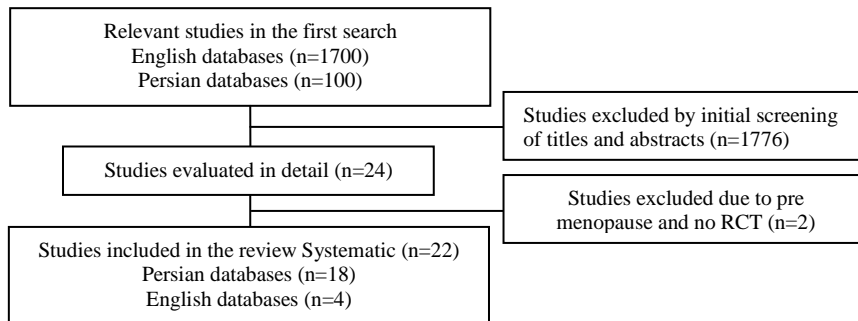 Relevant studies in the first search
English databases (n=1700)
Persian databases (n=100)
Studies excluded by initial screening
of titles and abstracts (n=1776)
Studies evaluated in detail (n=24)
Studies excluded due to pre
menopause and no RCT (n=2)
Studies included in the review Systematic (n=22)
Persian databases (n=18)
English databases (n=4)